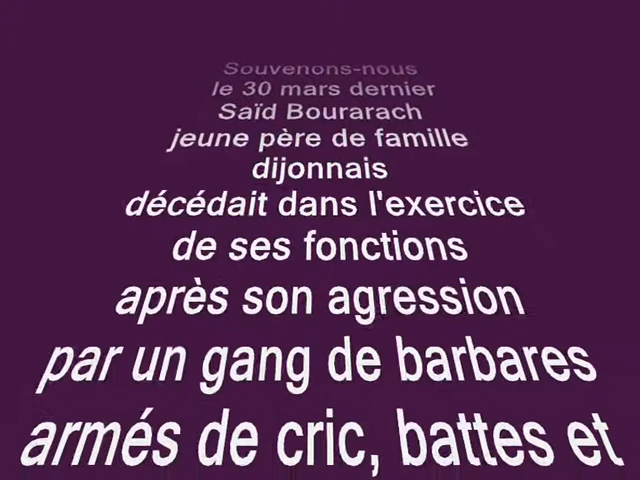 Souvenons-nous
le 30 mars dernier
Saïd Bourarach
jeune père de famille
dijonnais
décédait dans l'exercice
de ses fonctions
après son agression
par un gang de barbares
armés de cric, battes et